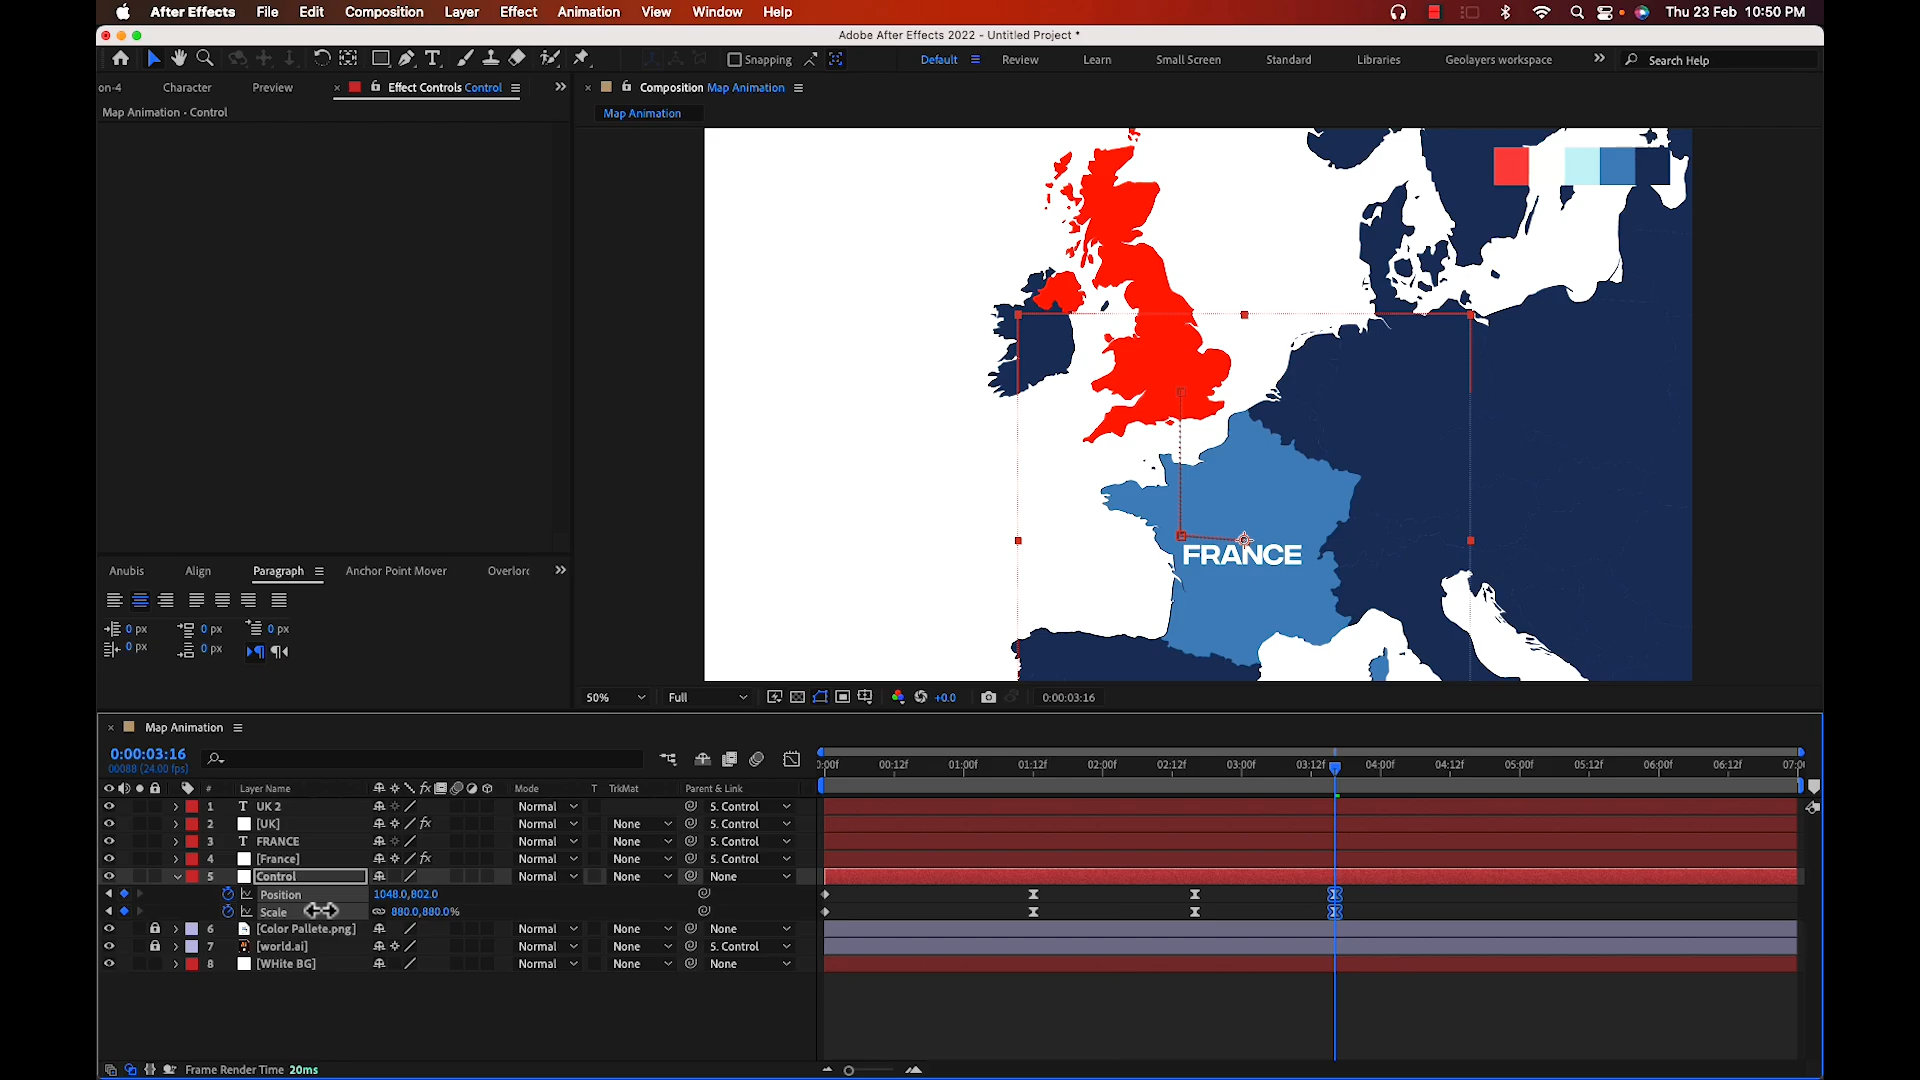 After Effects File Edit Composition Layer Effect Animation View Window Help Thu 23 Feb 10:50 PM
Adobe After Effects 2022 - Untitled Project *
Snapping Default Review Learn Small Screen Standard Libraries Geolayers workspace Search Help
on-4 Character Preview Effect Controls Control Composition Map Animation
Map Animation • Control
Map Animation
FRANCE
Anubis Align Paragraph Anchor Point Mover Overlord
0 px 0 px 0 px
0 px 0 px
50% Full +0.0 0:00:03:16
Map Animation
0:00:03:16
00088 (24.00 fps)
:00f 00:12f 01:00f 01:12f 02:00f 02:12f 03:00f 03:12f 04:00f 04:12f 05:00f 05:12f 06:00f 06:12f 07:0
# Layer Name Mode T TrkMat Parent & Link
1 T UK 2 Normal 5. Control
2 [UK] fx Normal None 5. Control
3 T FRANCE Normal None 5. Control
4 [France] fx Normal None 5. Control
5 Control Normal None None
Position 1048.0,802.0
Scale 880.0,880.0%
6 [Color Pallete.png] Normal None None
7 [world.ai] Normal None 5. Control
8 [WHite BG] Normal None None
Frame Render Time 20ms